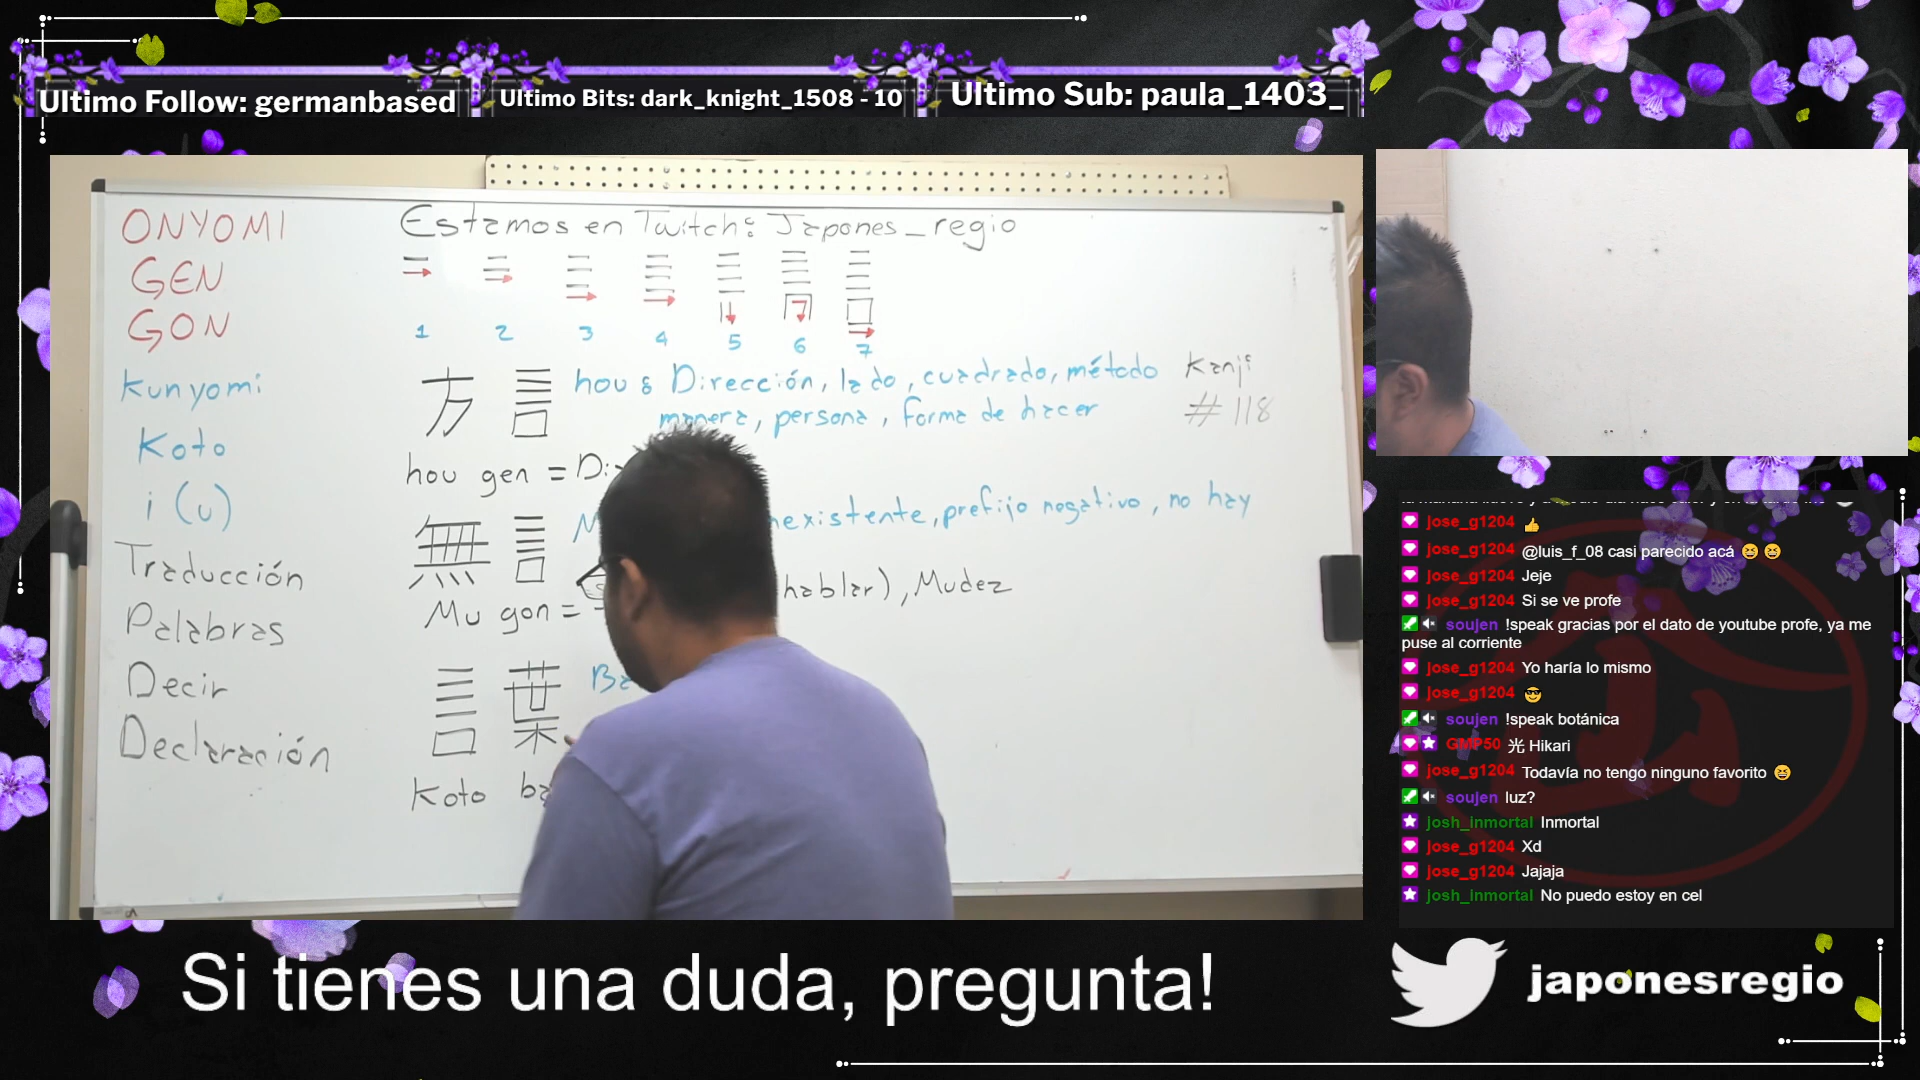 Ultimo Follow: germanbased
Ultimo Bits: dark_knight_1508 - 10
Ultimo Sub: paula_1403_
ONYOMI
GEN
GON
Kunyomi
Koto
i (u)
Traducción
Palabras
Decir
Declaración
Estamos en Twitch: Japones_regio
1 2 3 4 5 6 7
方言 hou: Dirección, lado, cuadrado, método
manera, persona, forma de hacer
Kanji
#118
hou gen =
無言 existente, prefijo negativo, no hay
Mu gon = hablar), Mudez
言葉
Koto
jose_g1204 👍
jose_g1204 @luis_f_08 casi parecido acá 😆 😆
jose_g1204 Jeje
jose_g1204 Si se ve profe
soujen !speak gracias por el dato de youtube profe, ya me
puse al corriente
jose_g1204 Yo haría lo mismo
jose_g1204 😎
soujen !speak botánica
GMP50 光 Hikari
jose_g1204 Todavía no tengo ninguno favorito 😆
soujen luz?
josh_inmortal Inmortal
jose_g1204 Xd
jose_g1204 Jajaja
josh_inmortal No puedo estoy en cel
Si tienes una duda, pregunta!
japonesregio